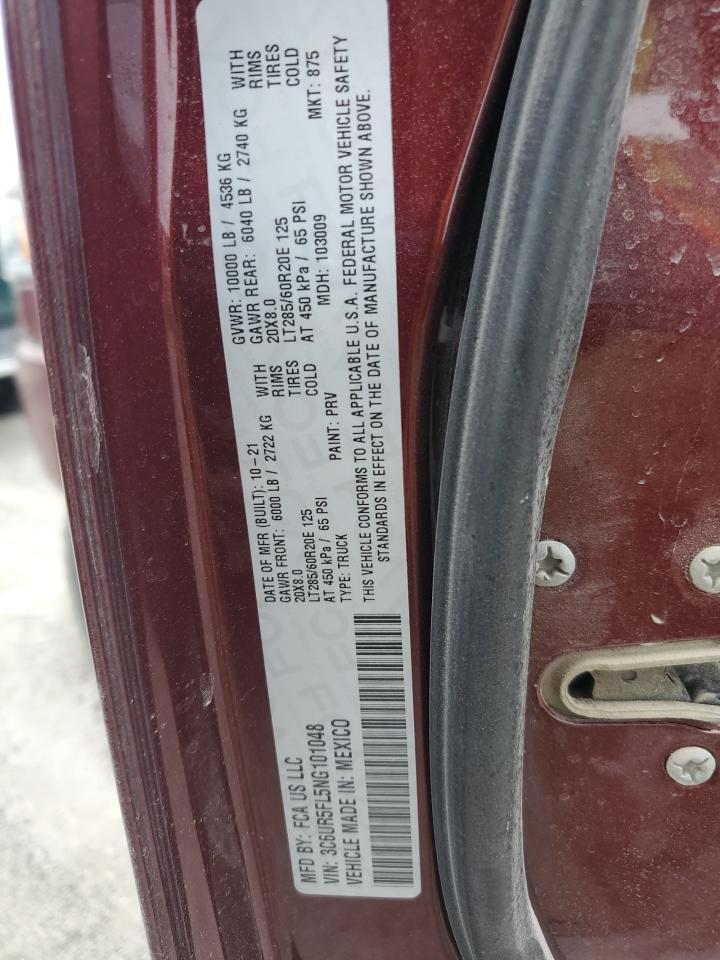 MFD BY: FCA US LLC
VIN: 3C6UR5FL5NG101048
VEHICLE MADE IN: MEXICO
DATE OF MFR (BUILT): 10-21
GAWR FRONT: 6000 LB / 2722 KG WITH
20X8.0 RIMS
LT285/60R20E 125 TIRES
AT 450 kPa / 65 PSI COLD
TYPE: TRUCK PAINT: PRV
GVWR: 10000 LB / 4536 KG
GAWR REAR: 6040 LB / 2740 KG WITH
20X8.0 RIMS
LT285/60R20E 125 TIRES
AT 450 kPa / 65 PSI COLD
MDH: 103009 MKT: 875
THIS VEHICLE CONFORMS TO ALL APPLICABLE U.S.A. FEDERAL MOTOR VEHICLE SAFETY
STANDARDS IN EFFECT ON THE DATE OF MANUFACTURE SHOWN ABOVE.